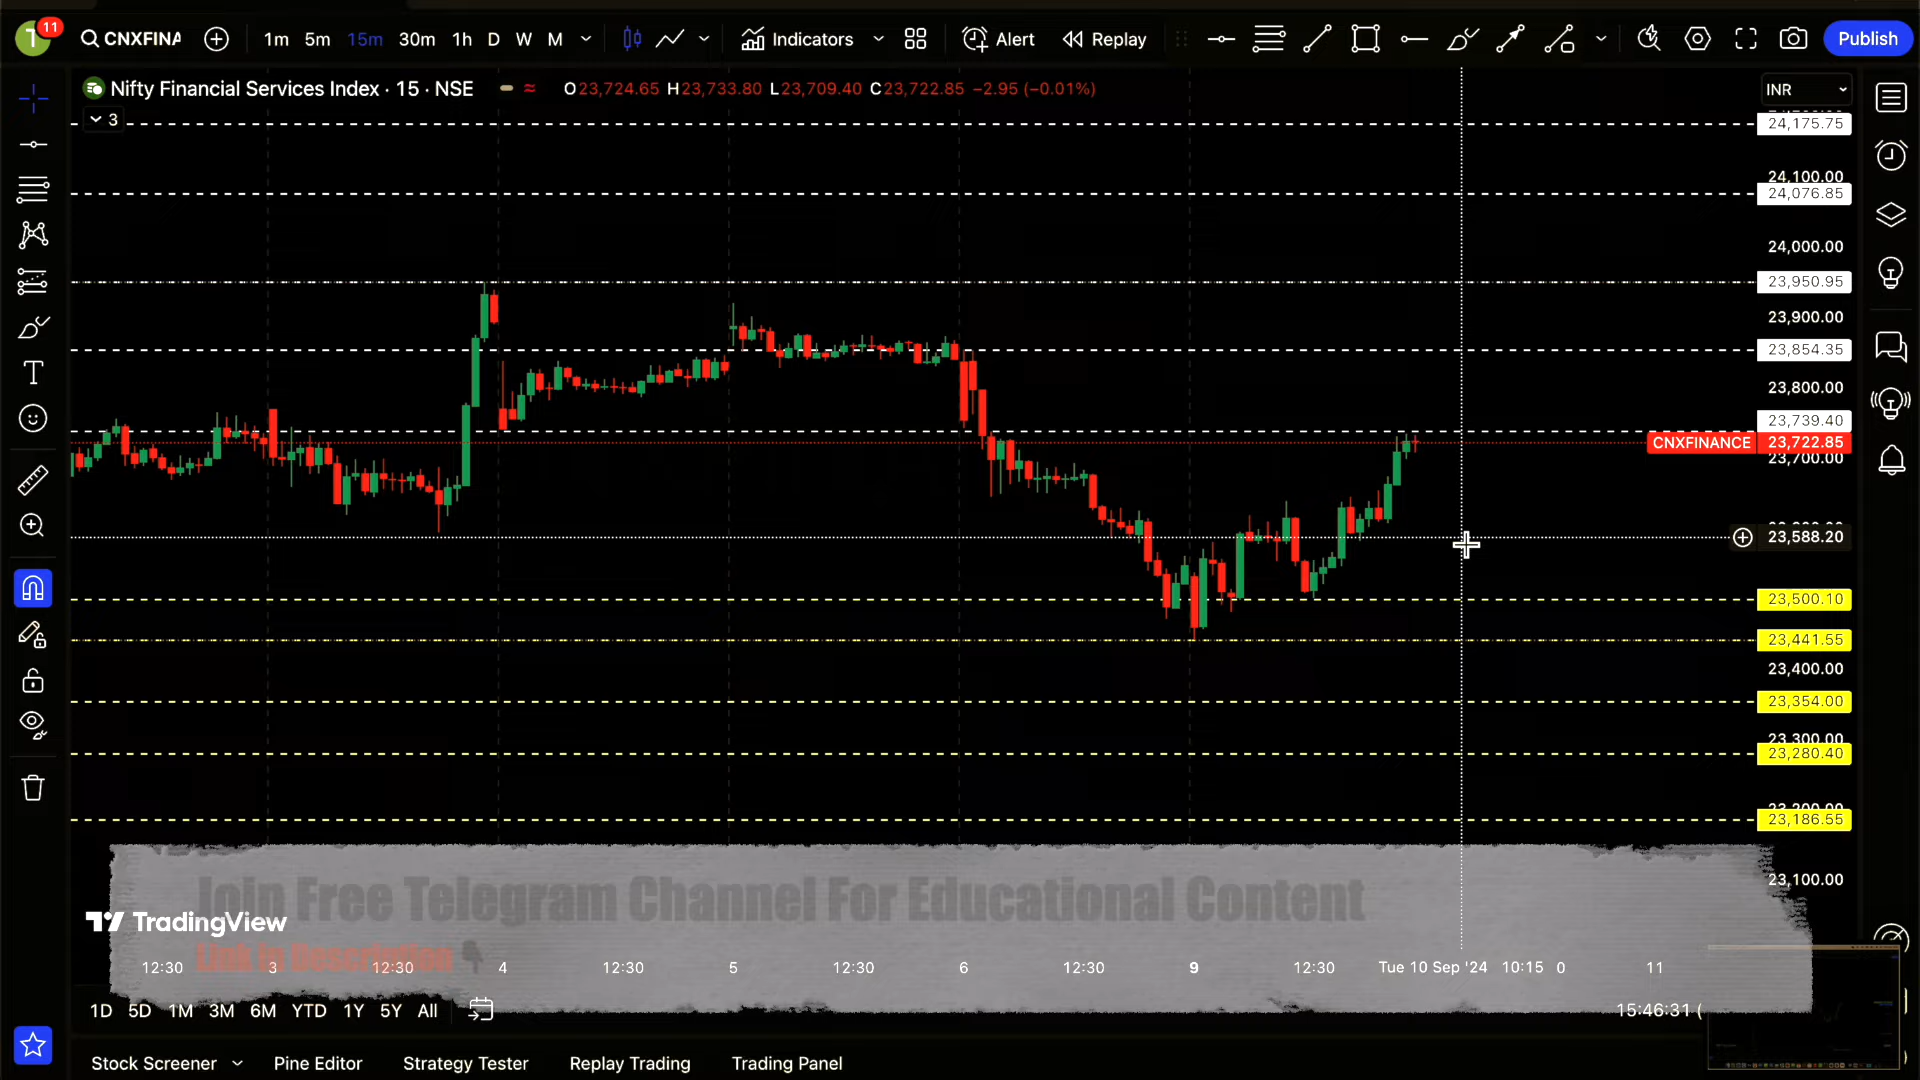 T 11 CNXFINA 1m 5m 15m 30m 1h D W M Indicators Alert Replay Publish
Nifty Financial Services Index · 15 · NSE O23,724.65 H23,733.80 L23,709.40 C23,722.85 −2.95 (−0.01%) INR
3
24,175.75
24,100.00
24,076.85
24,000.00
23,950.95
23,900.00
23,854.35
23,800.00
23,739.40
CNXFINANCE 23,722.85
23,700.00
23,588.20
23,500.10
23,441.55
23,400.00
23,354.00
23,300.00
23,280.40
23,186.55
23,100.00
Join Free Telegram Channel For Educational Content
TradingView
Link in Description
12:30 3 12:30 4 12:30 5 12:30 6 12:30 9 12:30 Tue 10 Sep '24 10:15 0 11
1D 5D 1M 3M 6M YTD 1Y 5Y All 15:46:31 (
Stock Screener Pine Editor Strategy Tester Replay Trading Trading Panel